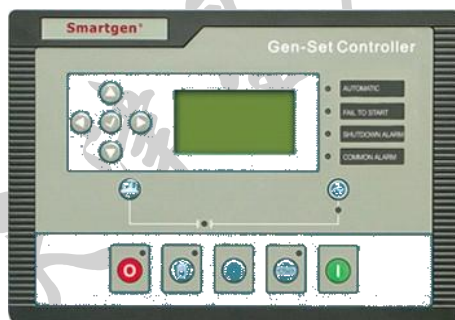 Smartgen
Gen-Set Controller
AUTOMATIC
FAIL TO START
SHUTDOWN ALARM
COMMON ALARM